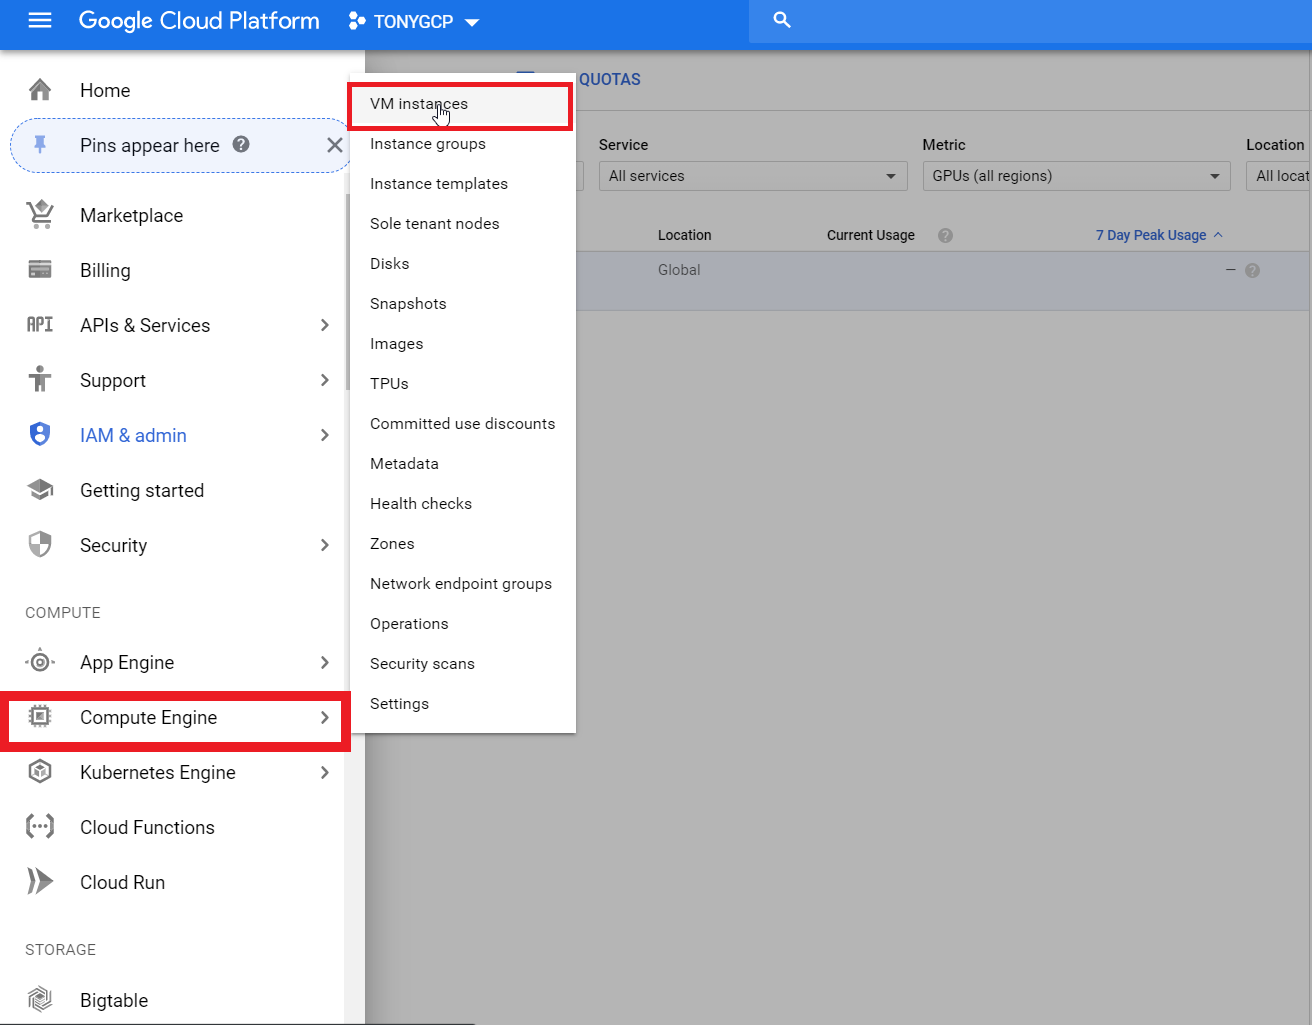 Google Cloud Platform
TONYGCP
Home
Pins appear here ?
Marketplace
Billing
API APIs & Services
Support
IAM & admin
Getting started
Security
COMPUTE
App Engine
Compute Engine
Kubernetes Engine
Cloud Functions
Cloud Run
STORAGE
Bigtable
VM instances
Instance groups
Instance templates
Sole tenant nodes
Disks
Snapshots
Images
TPUs
Committed use discounts
Metadata
Health checks
Zones
Network endpoint groups
Operations
Security scans
Settings
QUOTAS
Service
Metric
Location
All services
GPUs (all regions)
All locat
Location
Current Usage ?
7 Day Peak Usage
Global
– ?